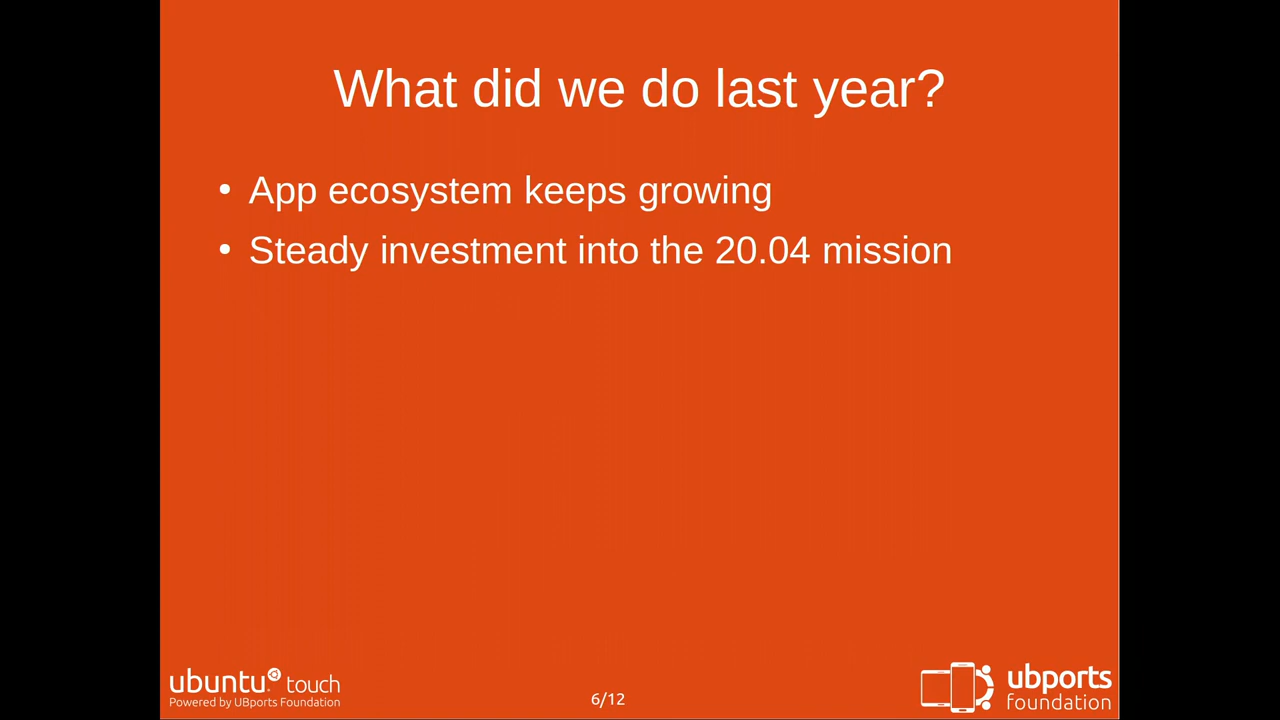 What did we do last year?
• App ecosystem keeps growing
• Steady investment into the 20.04 mission
ubuntu touch
Powered by UBports Foundation
6/12
ubports
foundation